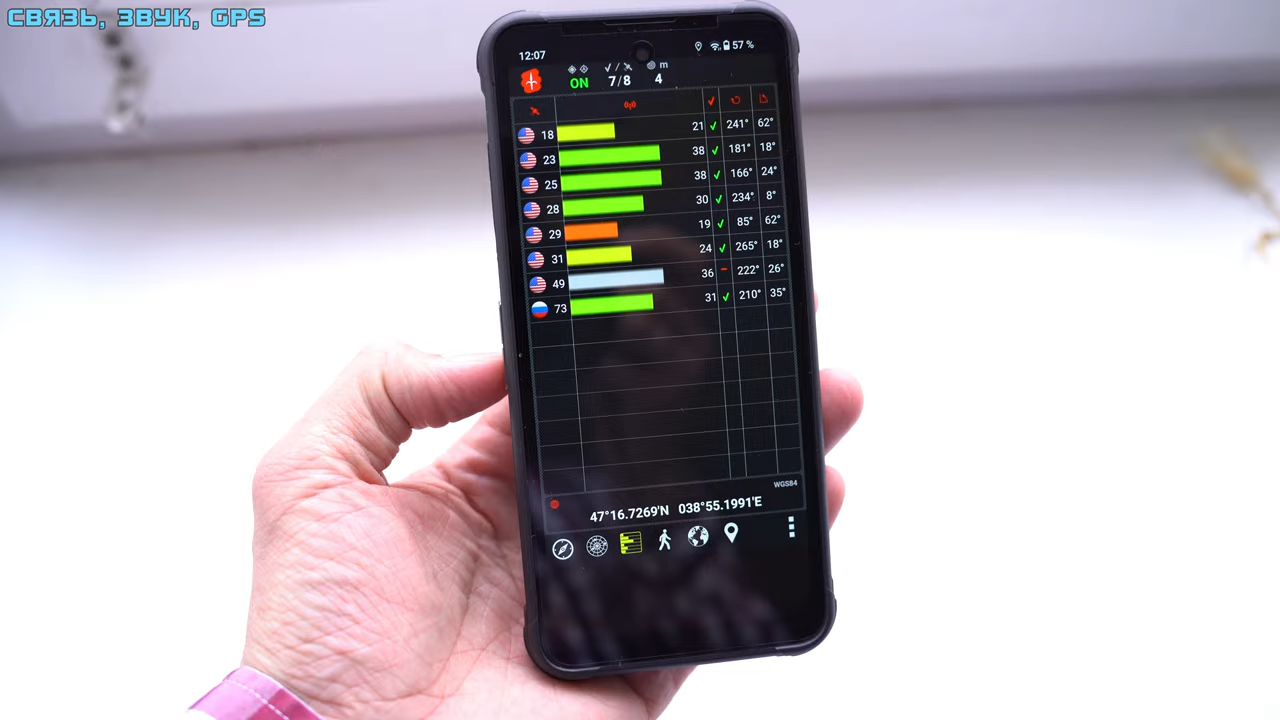 СВЯЗЬ, ЗВУК, GPS
12:07 57 %
m
ON 7/8 4
18 21 241° 62°
23 38 181° 18°
25 38 166° 24°
28 30 234° 8°
29 19 85° 62°
31 24 265° 18°
49 36 222° 26°
73 31 210° 35°
WGS84
47°16.7269'N 038°55.1991'E